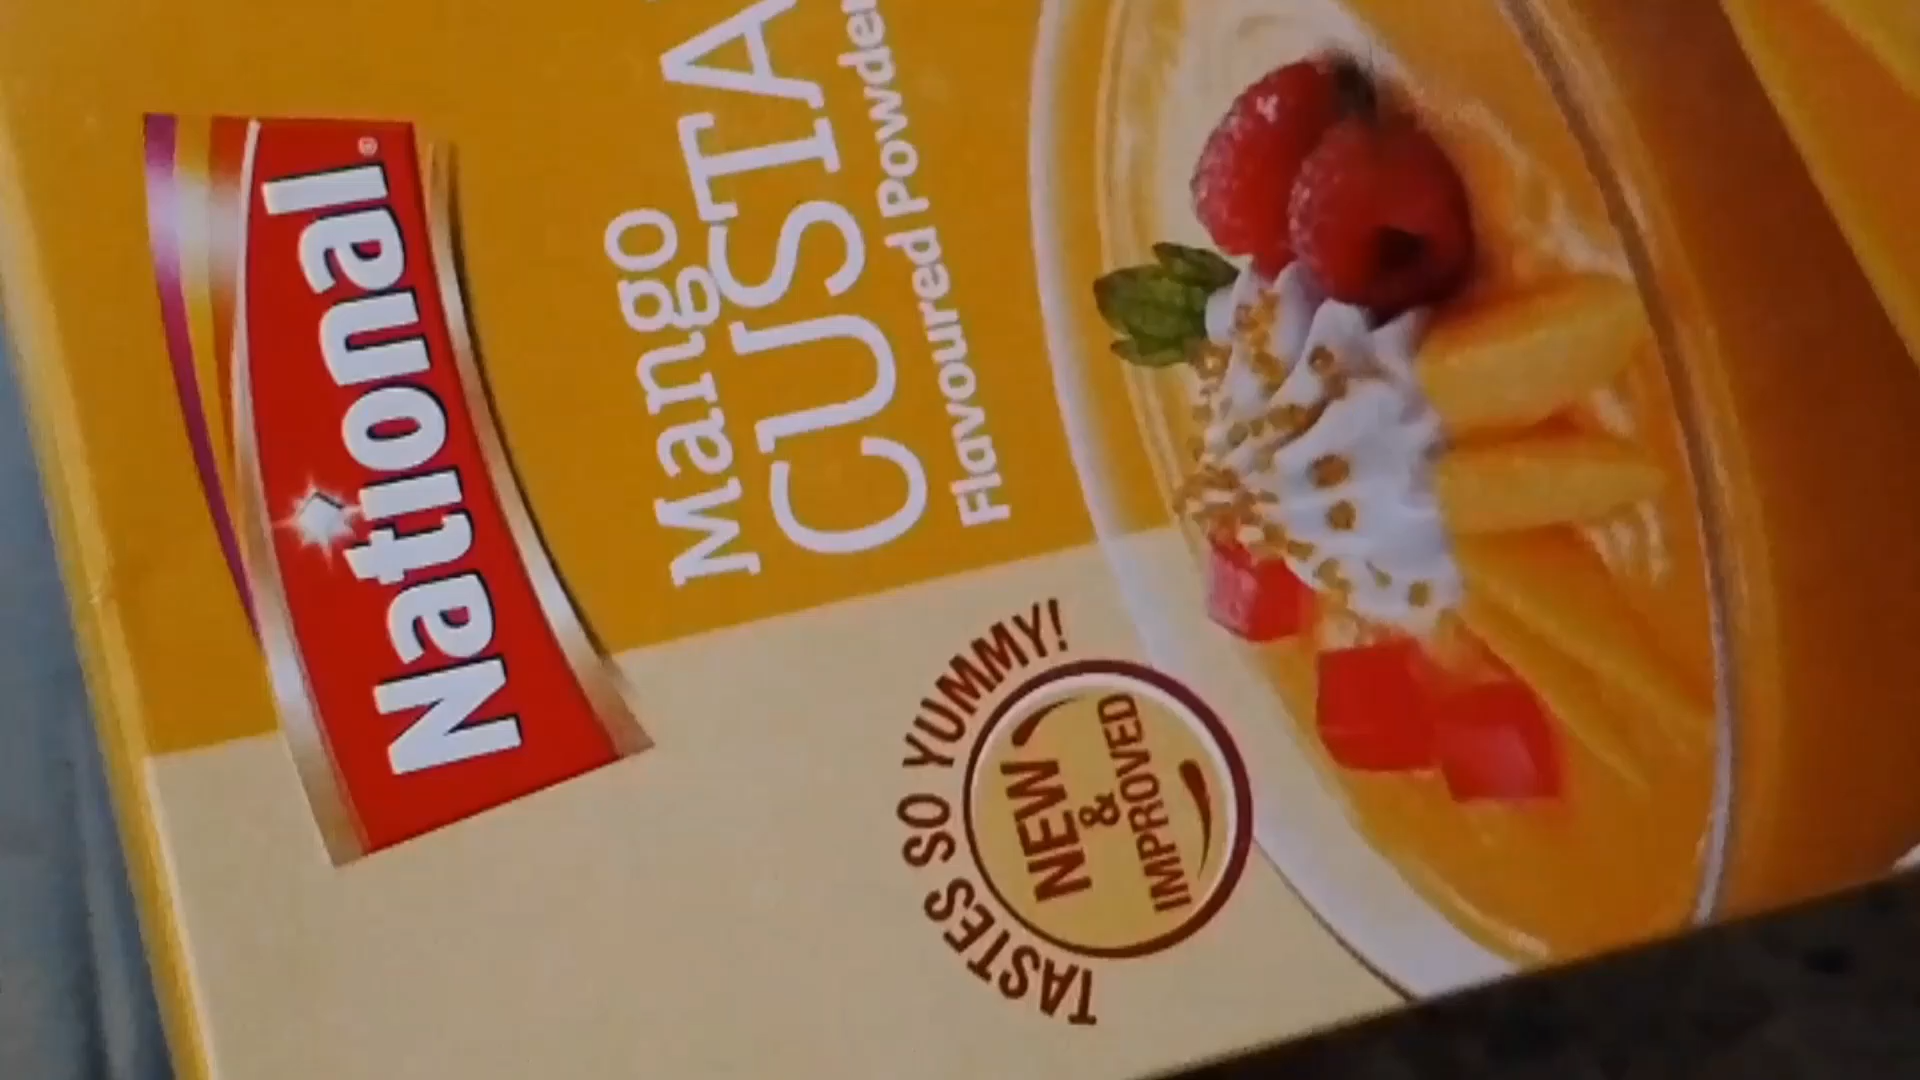 National®
Mango
CUSTA
Flavoured Powder
TASTES SO YUMMY!
NEW
&
IMPROVED